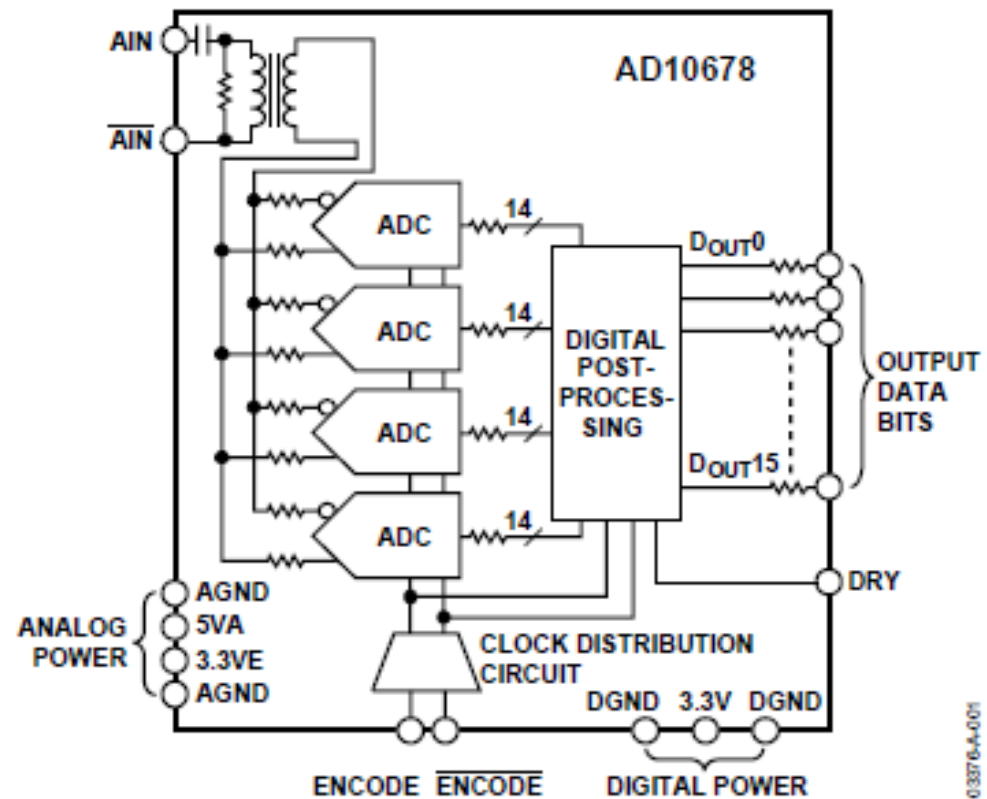 AIN
AD10678
AIN
ADC
14
DOUT0
ADC
14
DIGITAL
POST-
PROCES-
SING
OUTPUT
DATA
BITS
ADC
14
DOUT15
ADC
14
DRY
ANALOG
POWER
AGND
5VA
3.3VE
AGND
CLOCK DISTRIBUTION
CIRCUIT
DGND 3.3V DGND
ENCODE ENCODE
DIGITAL POWER
03376-A-001